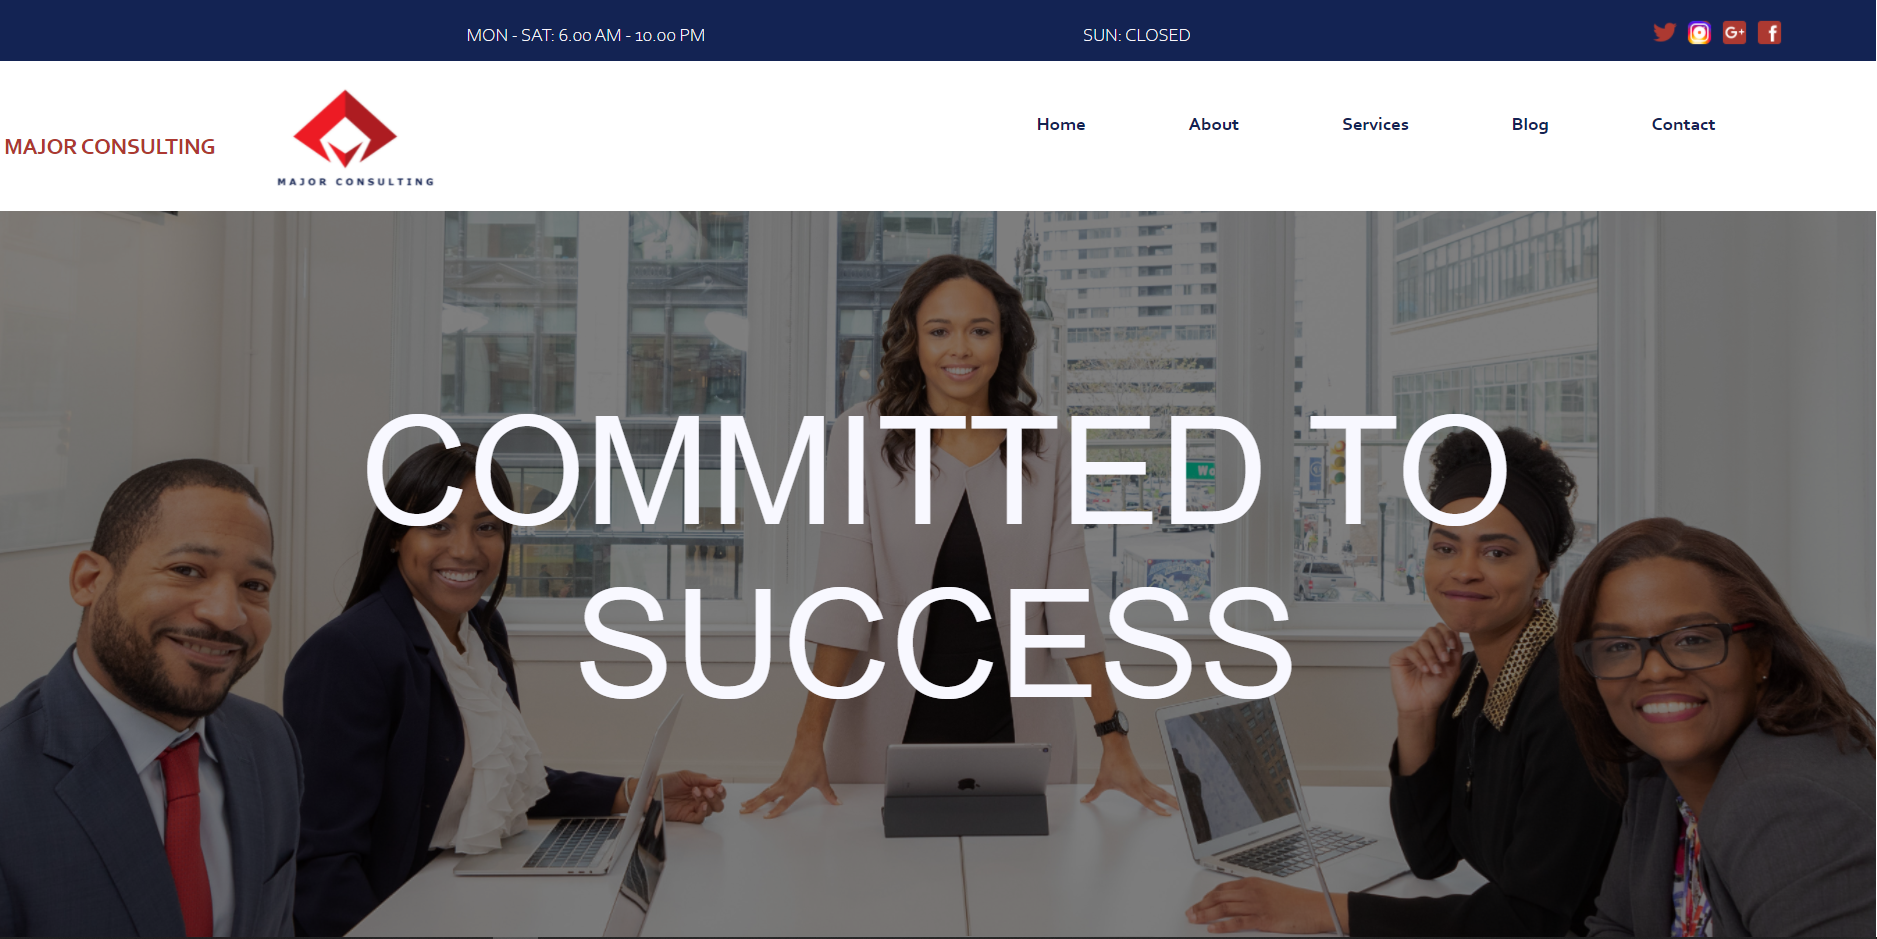 MON - SAT: 6.00 AM - 10.00 PM
SUN: CLOSED
G+
f
MAJOR CONSULTING
MAJOR CONSULTING
Home
About
Services
Blog
Contact
COMMITTED TO
SUCCESS